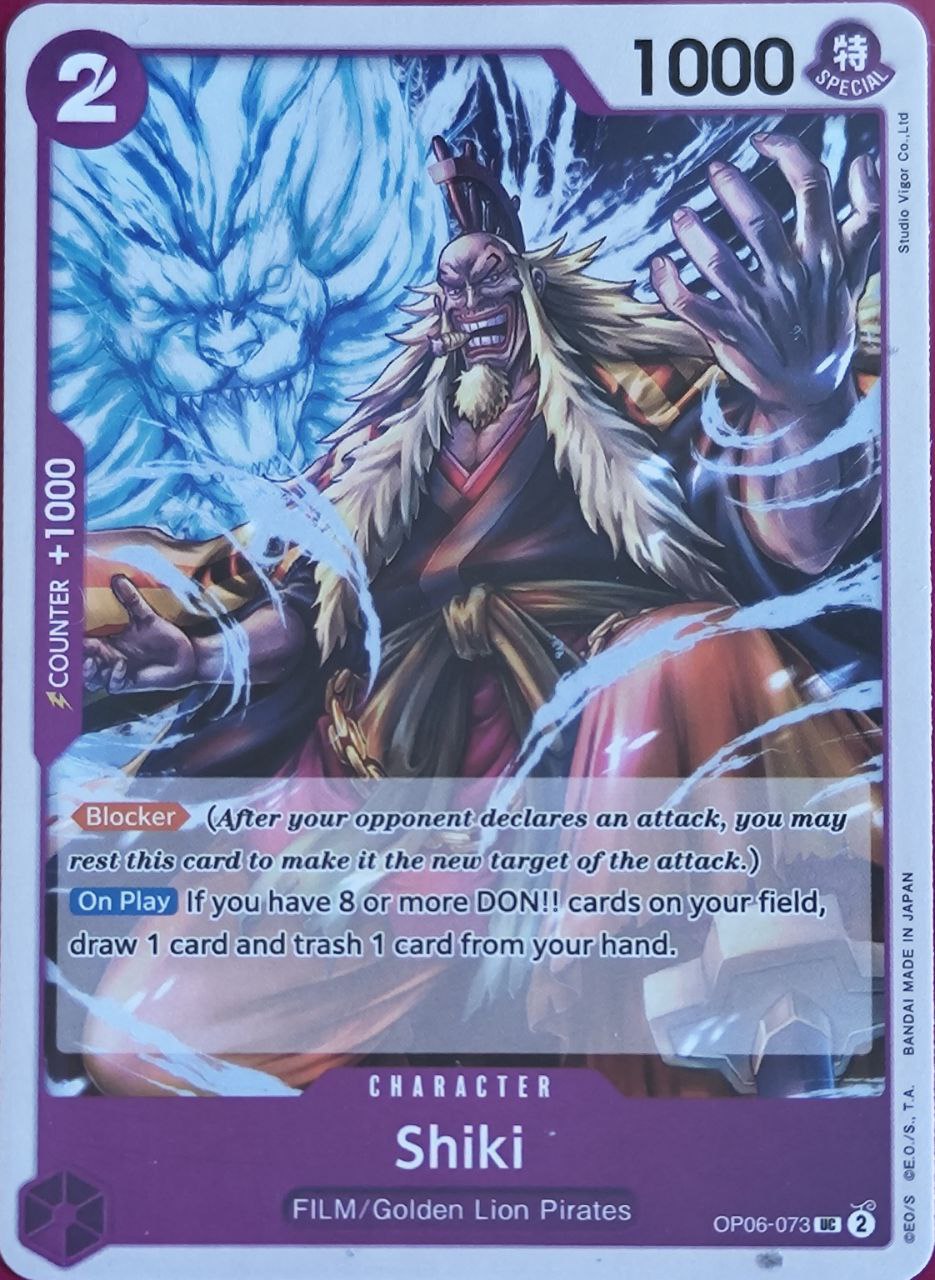 2
1000
特
SPECIAL
Studio Vigor Co.,Ltd
COUNTER +1000
Blocker (After your opponent declares an attack, you may
rest this card to make it the new target of the attack.)
On Play If you have 8 or more DON!! cards on your field,
draw 1 card and trash 1 card from your hand.
CHARACTER
Shiki
FILM/Golden Lion Pirates
OP06-073 UC 2
©EO/S ©E.O./S., T.A. BANDAI MADE IN JAPAN